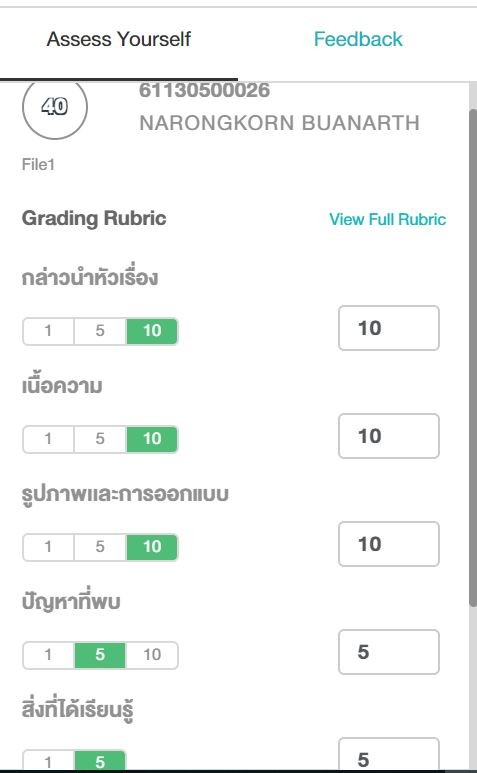 Assess Yourself Feedback
40
61130500026
NARONGKORN BUANARTH
File1
Grading Rubric View Full Rubric
กล่าวนำหัวเรื่อง
1 5 10 10
เนื้อความ
1 5 10 10
รูปภาพและการออกแบบ
1 5 10 10
ปัญหาที่พบ
1 5 10 5
สิ่งที่ได้เรียนรู้
1 5 5